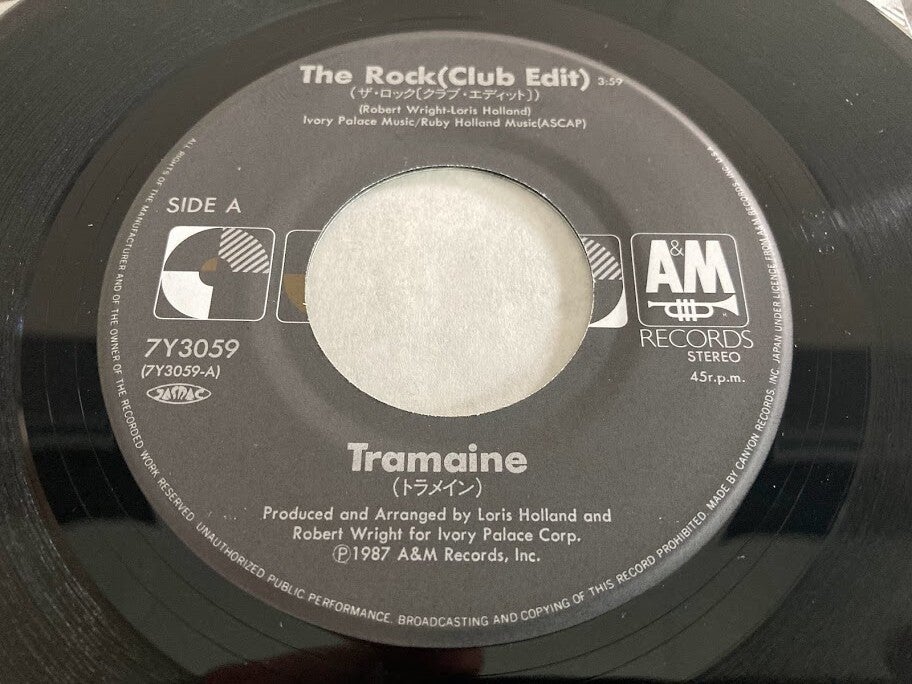 The Rock(Club Edit) 3:59
(ザ・ロック〔クラブ・エディット〕)
(Robert Wright-Loris Holland)
Ivory Palace Music/Ruby Holland Music(ASCAP)
SIDE A
A&M
RECORDS
STEREO
45r.p.m.
7Y3059
(7Y3059-A)
JASRAC
Tramaine
(トラメイン)
Produced and Arranged by Loris Holland and
Robert Wright for Ivory Palace Corp.
Ⓟ1987 A&M Records, Inc.
ALL RIGHTS OF THE MANUFACTURER AND OF THE OWNER OF THE RECORDED WORK RESERVED. UNAUTHORIZED PUBLIC PERFORMANCE. BROADCASTING AND COPYING OF THIS RECORD PROHIBITED. MADE BY CANYON RECORDS, INC. JAPAN UNDER LICENCE FROM A&M RECORDS, INC. U.S.A.